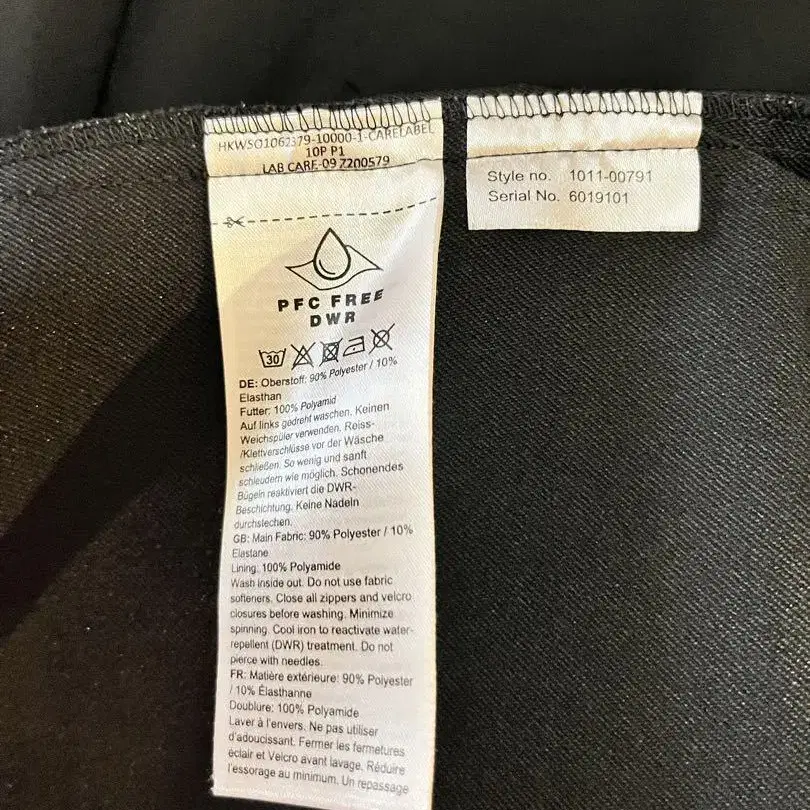 HKWSO1062379-10000-1-CARELABEL
10P P1
LAB CARE-09 7200579
Style no. 1011-00791
Serial No. 6019101
PFC FREE
DWR
30
DE: Oberstoff: 90% Polyester / 10%
Elasthan
Futter: 100% Polyamid
Auf links gedreht waschen. Keinen
Weichspüler verwenden. Reiss-
/Klettverschlüsse vor der Wäsche
schließen. So wenig und sanft
schleudern wie möglich. Schonendes
Bügeln reaktiviert die DWR-
Beschichtung. Keine Nadeln
durchstechen.
GB: Main Fabric: 90% Polyester / 10%
Elastane
Lining: 100% Polyamide
Wash inside out. Do not use fabric
softeners. Close all zippers and velcro
closures before washing. Minimize
spinning. Cool iron to reactivate water-
repellent (DWR) treatment. Do not
pierce with needles.
FR: Matière extérieure: 90% Polyester
/ 10% Élasthanne
Doublure: 100% Polyamide
Laver à l'envers. Ne pas utiliser
d'adoucissant. Fermer les fermetures
éclair et Velcro avant lavage. Réduire
l'essorage au minimum. Un repassage